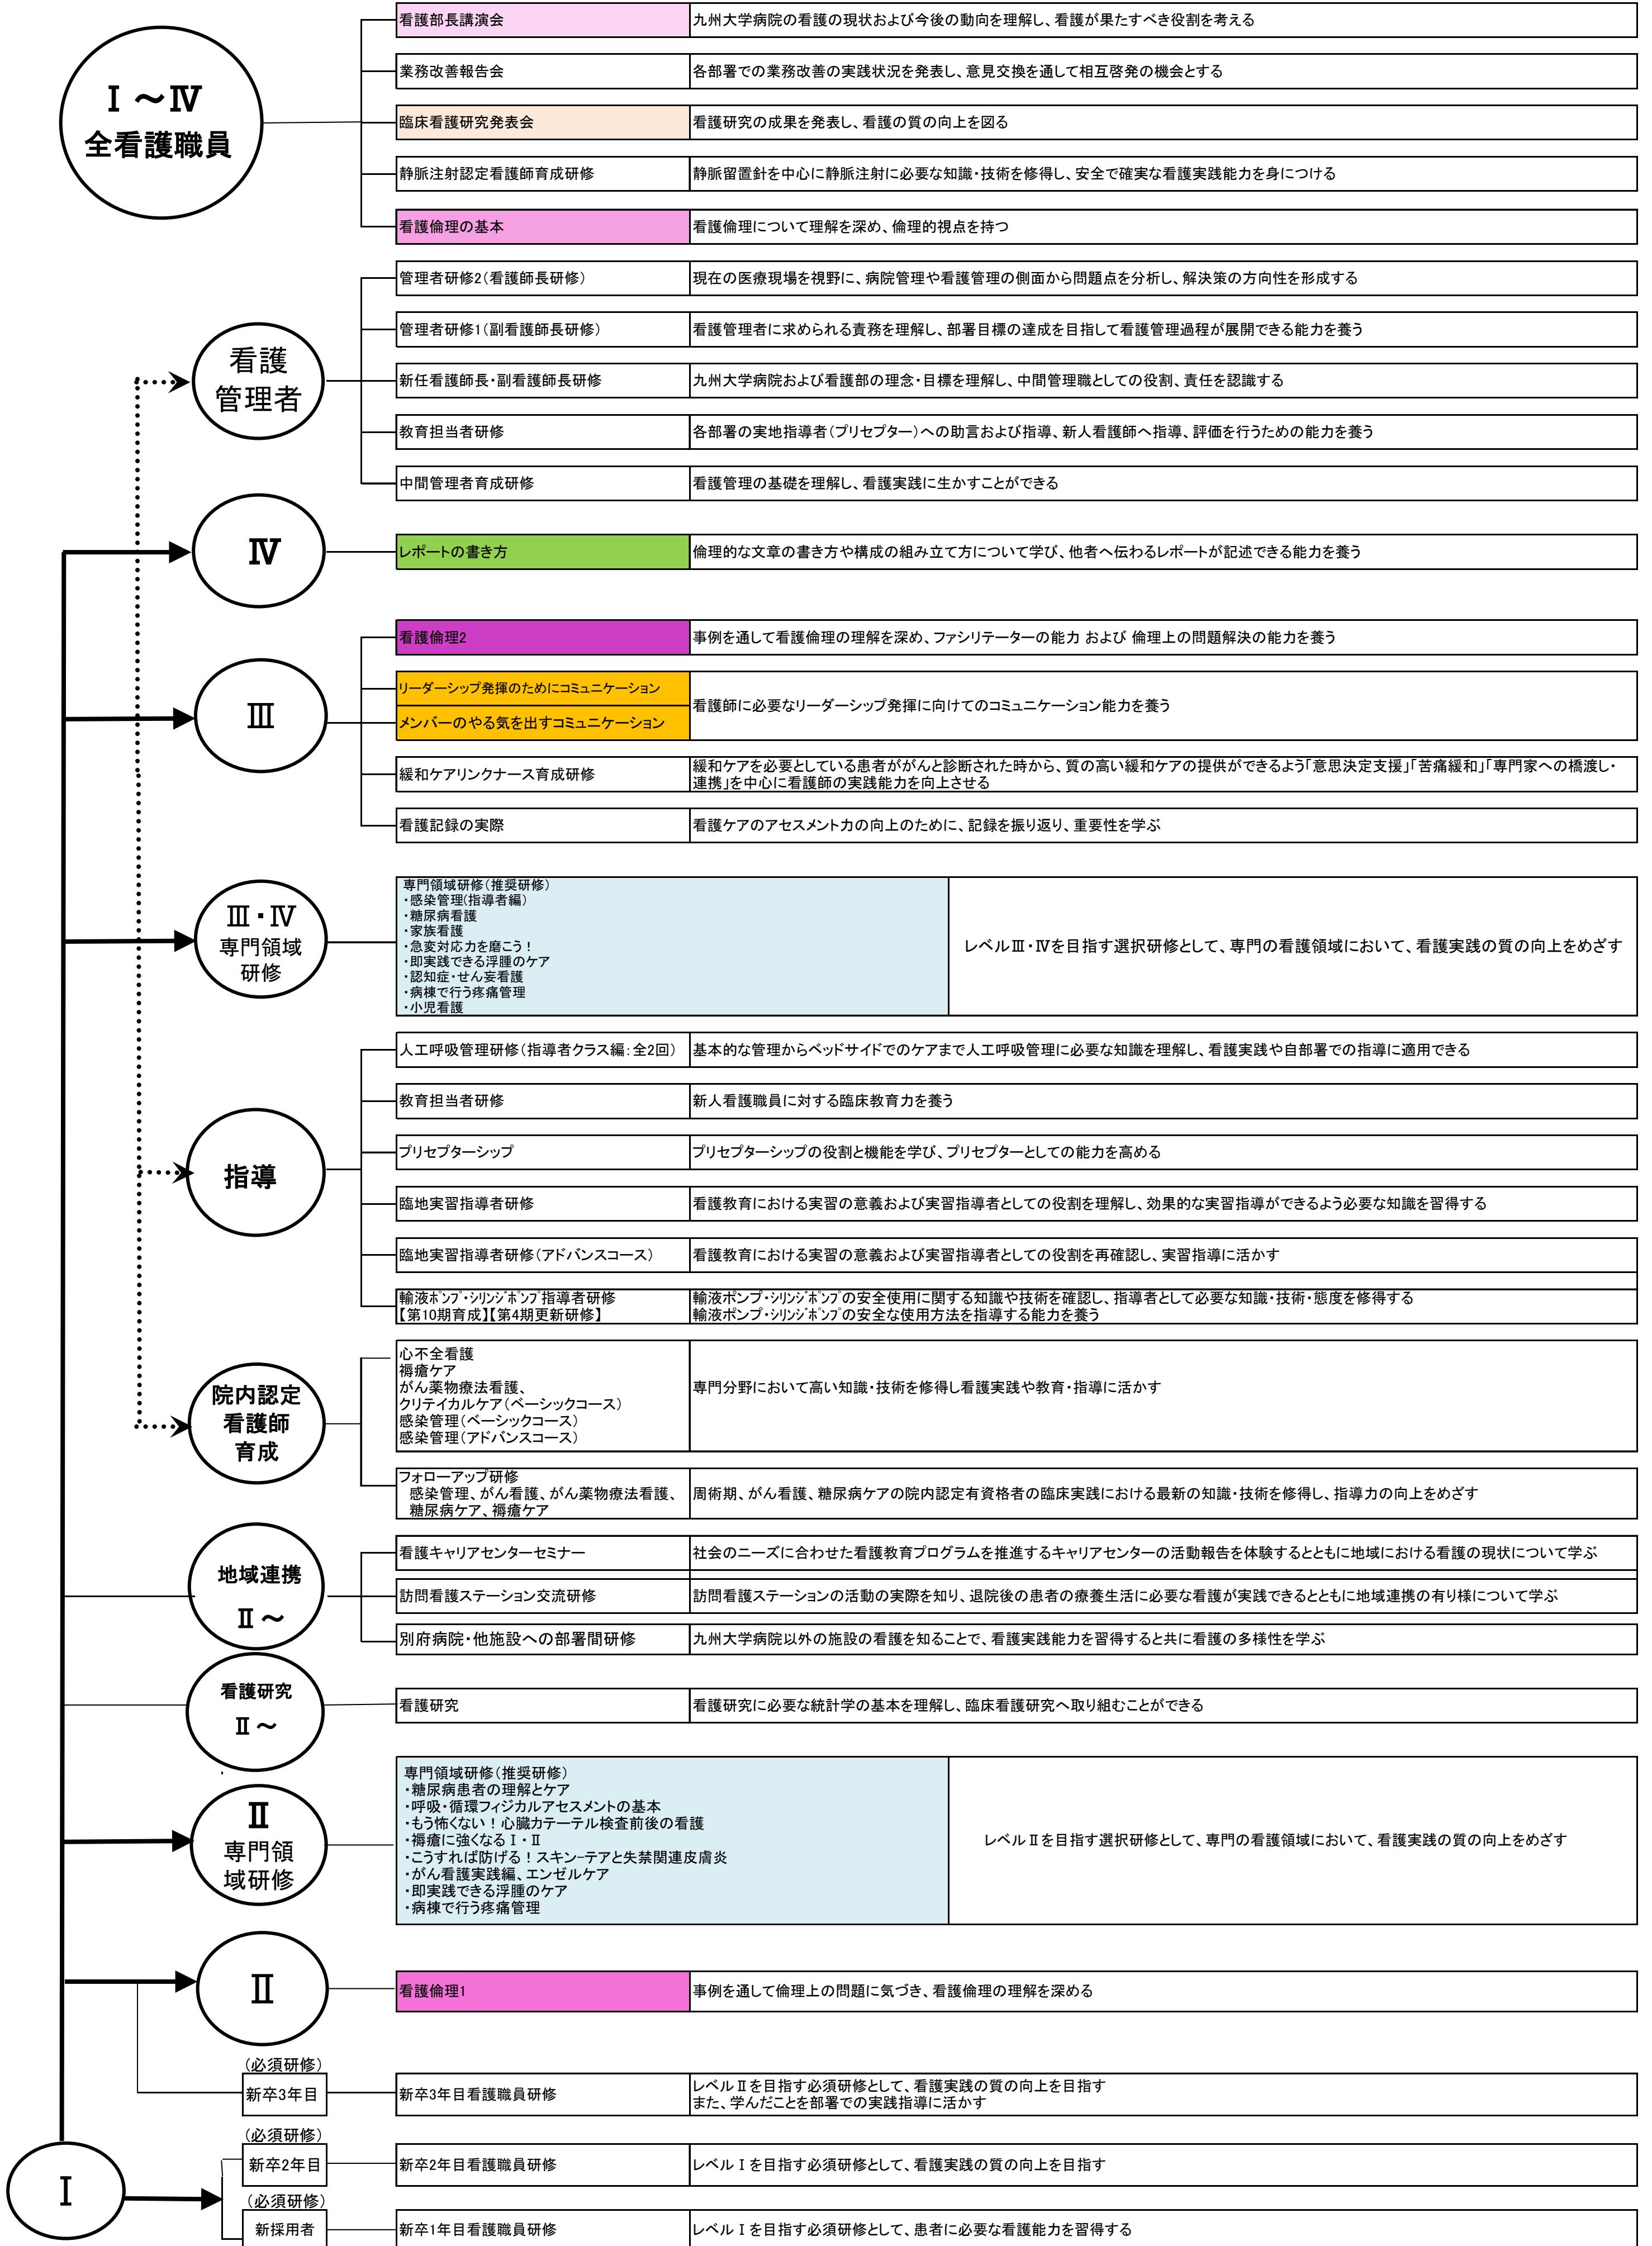 Ⅰ～Ⅳ
全看護職員
看護部長講演会
九州大学病院の看護の現状および今後の動向を理解し、看護が果たすべき役割を考える
業務改善報告会
各部署での業務改善の実践状況を発表し、意見交換を通して相互啓発の機会とする
臨床看護研究発表会
看護研究の成果を発表し、看護の質の向上を図る
静脈注射認定看護師育成研修
静脈留置針を中心に静脈注射に必要な知識・技術を修得し、安全で確実な看護実践能力を身につける
看護倫理の基本
看護倫理について理解を深め、倫理的視点を持つ
看護
管理者
管理者研修2（看護師長研修）
現在の医療現場を視野に、病院管理や看護管理の側面から問題点を分析し、解決策の方向性を形成する
管理者研修1（副看護師長研修）
看護管理者に求められる責務を理解し、部署目標の達成を目指して看護管理過程が展開できる能力を養う
新任看護師長・副看護師長研修
九州大学病院および看護部の理念・目標を理解し、中間管理職としての役割、責任を認識する
教育担当者研修
各部署の実地指導者（プリセプター）への助言および指導、新人看護師へ指導、評価を行うための能力を養う
中間管理者育成研修
看護管理の基礎を理解し、看護実践に生かすことができる
Ⅳ
レポートの書き方
倫理的な文章の書き方や構成の組み立て方について学び、他者へ伝わるレポートが記述できる能力を養う
Ⅲ
看護倫理2
事例を通して看護倫理の理解を深め、ファシリテーターの能力 および 倫理上の問題解決の能力を養う
リーダーシップ発揮のためにコミュニケーション
メンバーのやる気を出すコミュニケーション
看護師に必要なリーダーシップ発揮に向けてのコミュニケーション能力を養う
緩和ケアリンクナース育成研修
緩和ケアを必要としている患者ががんと診断された時から、質の高い緩和ケアの提供ができるよう「意思決定支援」「苦痛緩和」「専門家への橋渡し・
連携」を中心に看護師の実践能力を向上させる
看護記録の実際
看護ケアのアセスメント力の向上のために、記録を振り返り、重要性を学ぶ
Ⅲ・Ⅳ
専門領域
研修
専門領域研修（推奨研修）
・感染管理(指導者編)
・糖尿病看護
・家族看護
・急変対応力を磨こう！
・即実践できる浮腫のケア
・認知症・せん妄看護
・病棟で行う疼痛管理
・小児看護
レベルⅢ・Ⅳを目指す選択研修として、専門の看護領域において、看護実践の質の向上をめざす
指導
人工呼吸管理研修（指導者クラス編：全2回）
基本的な管理からベッドサイドでのケアまで人工呼吸管理に必要な知識を理解し、看護実践や自部署での指導に適用できる
教育担当者研修
新人看護職員に対する臨床教育力を養う
プリセプターシップ
プリセプターシップの役割と機能を学び、プリセプターとしての能力を高める
臨地実習指導者研修
看護教育における実習の意義および実習指導者としての役割を理解し、効果的な実習指導ができるよう必要な知識を習得する
臨地実習指導者研修（アドバンスコース）
看護教育における実習の意義および実習指導者としての役割を再確認し、実習指導に活かす
輸液ﾎﾟﾝﾌﾟ・ｼﾘﾝｼﾞﾎﾟﾝﾌﾟ指導者研修
【第10期育成】【第4期更新研修】
輸液ポンプ・ｼﾘﾝｼﾞﾎﾟﾝﾌﾟの安全使用に関する知識や技術を確認し、指導者として必要な知識・技術・態度を修得する
輸液ポンプ・ｼﾘﾝｼﾞﾎﾟﾝﾌﾟの安全な使用方法を指導する能力を養う
院内認定
看護師
育成
心不全看護
褥瘡ケア
がん薬物療法看護、
クリテイカルケア（ベーシックコース）
感染管理（ベーシックコース）
感染管理（アドバンスコース）
専門分野において高い知識・技術を修得し看護実践や教育・指導に活かす
フォローアップ研修
感染管理、がん看護、がん薬物療法看護、
糖尿病ケア、褥瘡ケア
周術期、がん看護、糖尿病ケアの院内認定有資格者の臨床実践における最新の知識・技術を修得し、指導力の向上をめざす
地域連携
Ⅱ～
看護キャリアセンターセミナー
社会のニーズに合わせた看護教育プログラムを推進するキャリアセンターの活動報告を体験するとともに地域における看護の現状について学ぶ
訪問看護ステーション交流研修
訪問看護ステーションの活動の実際を知り、退院後の患者の療養生活に必要な看護が実践できるとともに地域連携の有り様について学ぶ
別府病院・他施設への部署間研修
九州大学病院以外の施設の看護を知ることで、看護実践能力を習得すると共に看護の多様性を学ぶ
看護研究
Ⅱ～
看護研究
看護研究に必要な統計学の基本を理解し、臨床看護研究へ取り組むことができる
Ⅱ
専門領
域研修
専門領域研修（推奨研修）
・糖尿病患者の理解とケア
・呼吸・循環フィジカルアセスメントの基本
・もう怖くない！心臓カテーテル検査前後の看護
・褥瘡に強くなるⅠ・Ⅱ
・こうすれば防げる！スキン-テアと失禁関連皮膚炎
・がん看護実践編、エンゼルケア
・即実践できる浮腫のケア
・病棟で行う疼痛管理
レベルⅡを目指す選択研修として、専門の看護領域において、看護実践の質の向上をめざす
Ⅱ
看護倫理1
事例を通して倫理上の問題に気づき、看護倫理の理解を深める
（必須研修）
新卒3年目
新卒3年目看護職員研修
レベルⅡを目指す必須研修として、看護実践の質の向上を目指す
また、学んだことを部署での実践指導に活かす
（必須研修）
新卒2年目
新卒2年目看護職員研修
レベルⅠを目指す必須研修として、看護実践の質の向上を目指す
Ⅰ
（必須研修）
新採用者
新卒1年目看護職員研修
レベルⅠを目指す必須研修として、患者に必要な看護能力を習得する